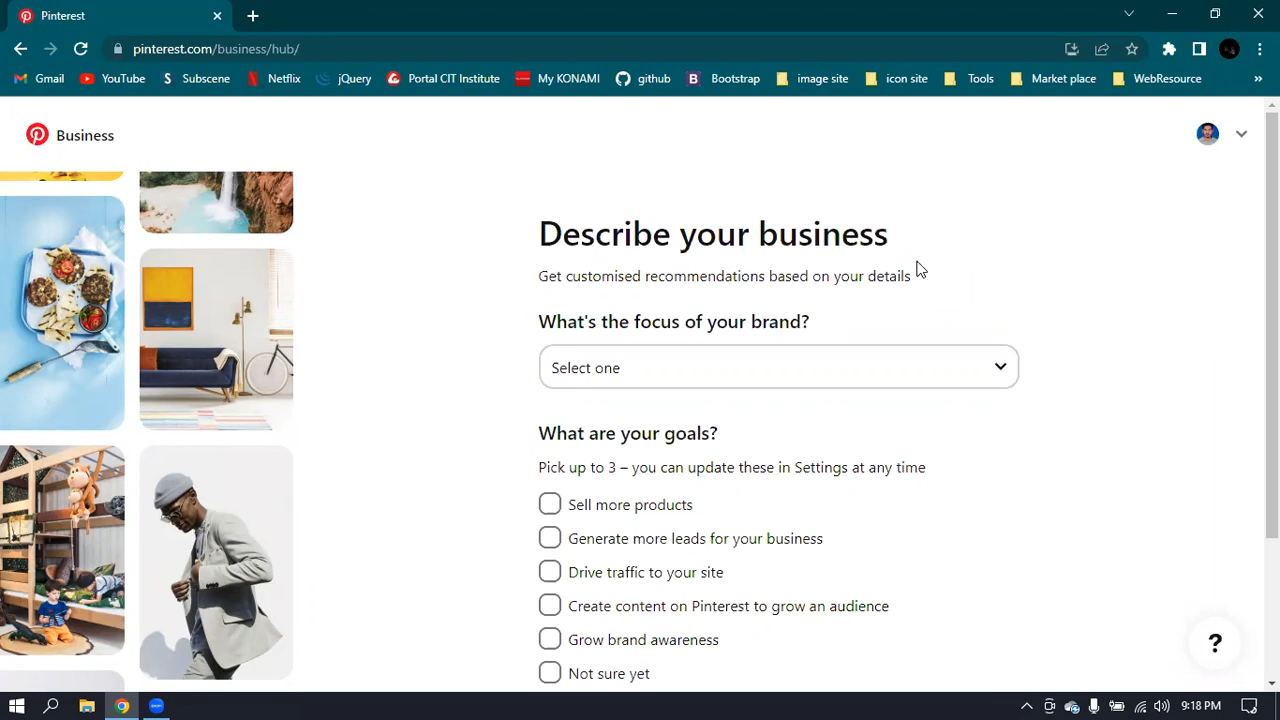 Pinterest
pinterest.com/business/hub/
Gmail YouTube Subscene Netflix jQuery Portal CIT Institute My KONAMI github Bootstrap image site icon site Tools Market place WebResource »
Business
Describe your business
Get customised recommendations based on your details
What's the focus of your brand?
Select one
What are your goals?
Pick up to 3 – you can update these in Settings at any time
Sell more products
Generate more leads for your business
Drive traffic to your site
Create content on Pinterest to grow an audience
Grow brand awareness
Not sure yet
?
9:18 PM